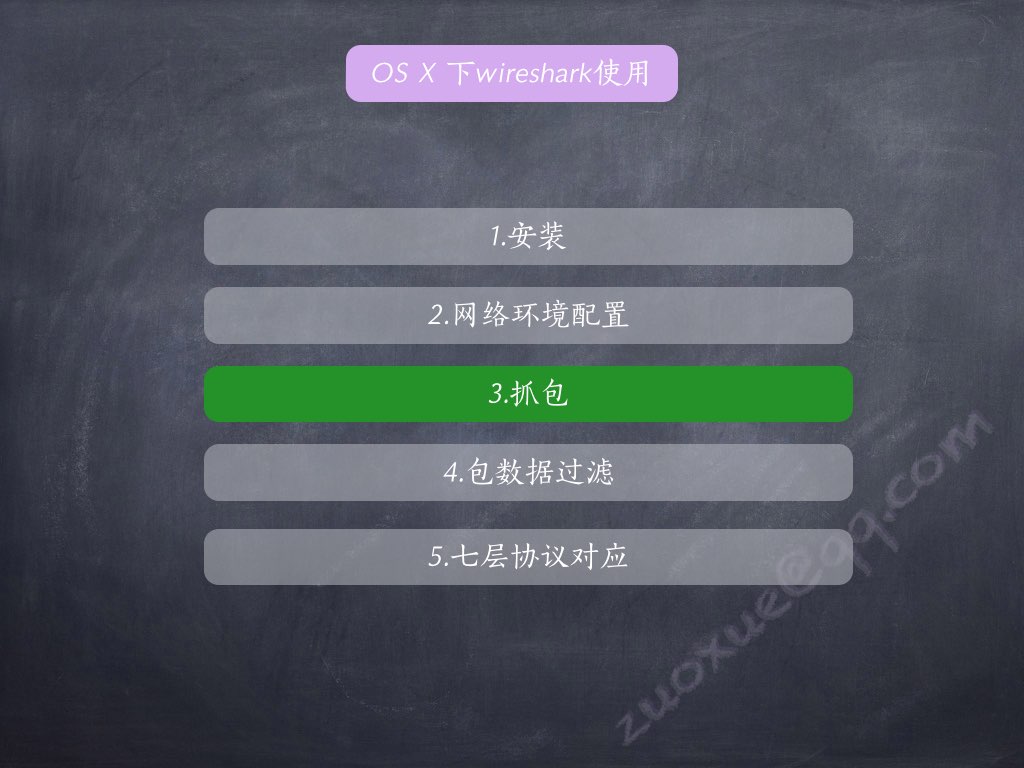 OS X 下wireshark使用
1.安装
2.网络环境配置
3.抓包
4.包数据过滤
5.七层协议对应
zuoxue@qq.com